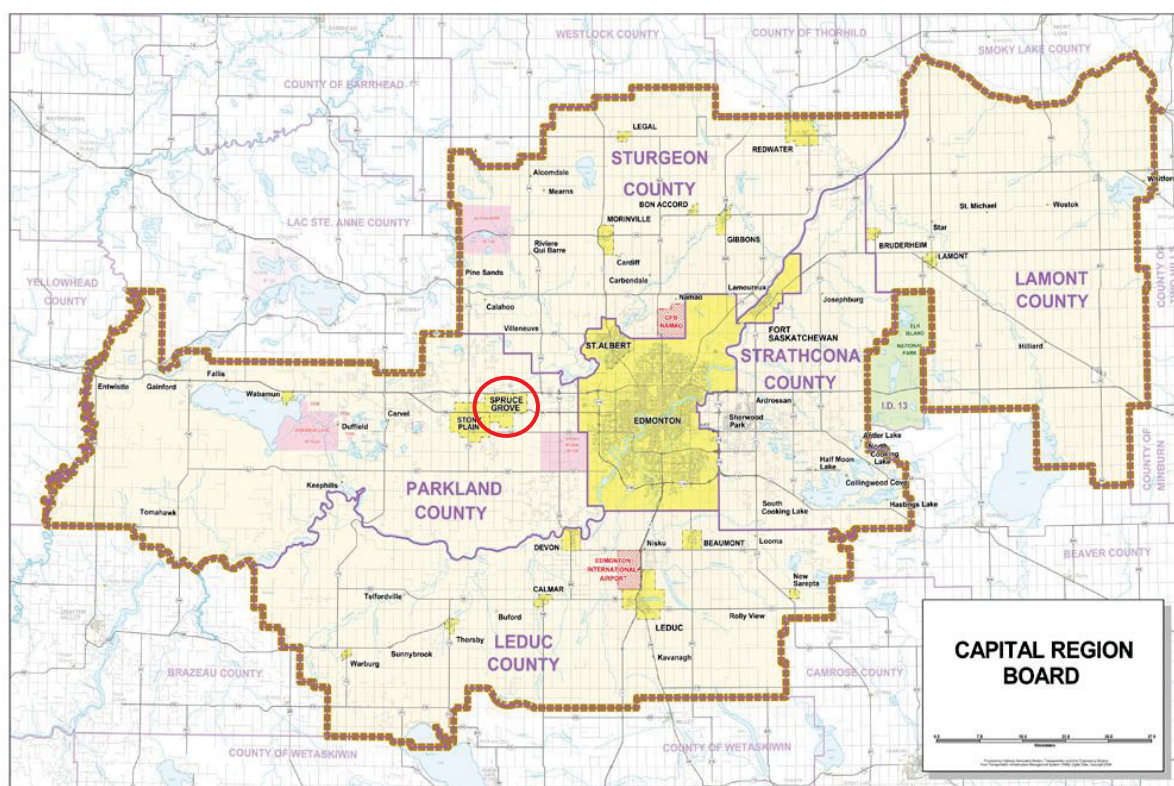 WESTLOCK COUNTY
COUNTY OF THORHILD
SMOKY LAKE COUNTY
COUNTY OF BARRHEAD
LEGAL
REDWATER
STURGEON
COUNTY
Alcomdale
Mearns
BON ACCORD
MORINVILLE
GIBBONS
Whitford
St. Michael
Wostok
Star
BRUDERHEIM
LAMONT
LAC STE. ANNE COUNTY
Riviere
Qui Barre
Cardiff
Carbondale
Pine Sands
Lamoureux
Namao
Josephburg
LAMONT
COUNTY
YELLOWHEAD
COUNTY
Calahoo
Villeneuve
CFB
NAMAO
FORT
SASKATCHEWAN
ELK
ISLAND
NATIONAL
PARK
Hilliard
ST.ALBERT
STRATHCONA
COUNTY
I.D. 13
Entwistle
Gainford
Fallis
Wabamun
SPRUCE
GROVE
STONY
PLAIN
Carvel
Duffield
EDMONTON
Ardrossan
Sherwood
Park
Antler Lake
North
Cooking
Lake
Half Moon
Lake
Collingwood Cove
Hastings Lake
COUNTY OF
MINBURN
Keephills
PARKLAND
COUNTY
Tomahawk
South
Cooking Lake
DEVON
Nisku
BEAUMONT
Looma
BEAVER COUNTY
EDMONTON
INTERNATIONAL
AIRPORT
New
Sarepta
Telfordville
CALMAR
Buford
LEDUC
Rolly View
Thorsby
Sunnybrook
Warburg
LEDUC
COUNTY
Kavanagh
BRAZEAU COUNTY
CAMROSE COUNTY
COUNTY OF WETASKIWIN
COUNTY OF WETASKIWIN
CAPITAL REGION
BOARD
Kilometers